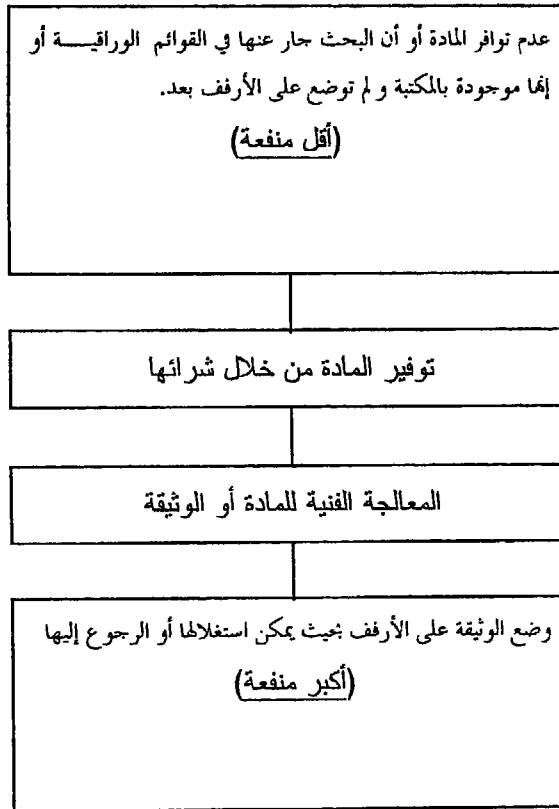 عدم توافر المادة أو أن البحث جار عنها في القوائم الوراقيـــة أو
إنها موجودة بالمكتبة و لم توضع على الأرفف بعد.
(أقل منفعة)
توفير المادة من خلال شرائها
المعالجة الفنية للمادة أو الوثيقة
وضع الوثيقة على الأرفف بحيث يمكن استغلالها أو الرجوع إليها
(أكبر منفعة)